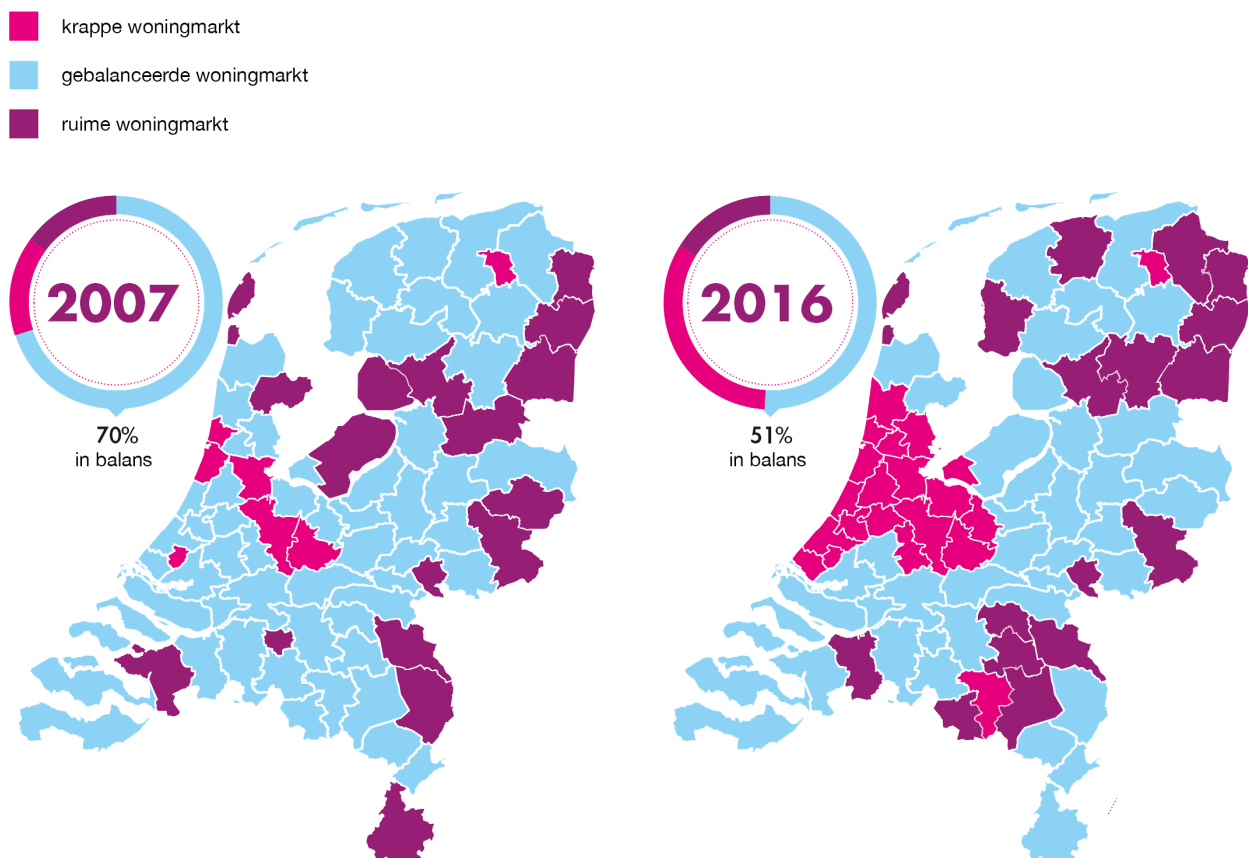 krappe woningmarkt
gebalanceerde woningmarkt
ruime woningmarkt
2007
70%
in balans
2016
51%
in balans